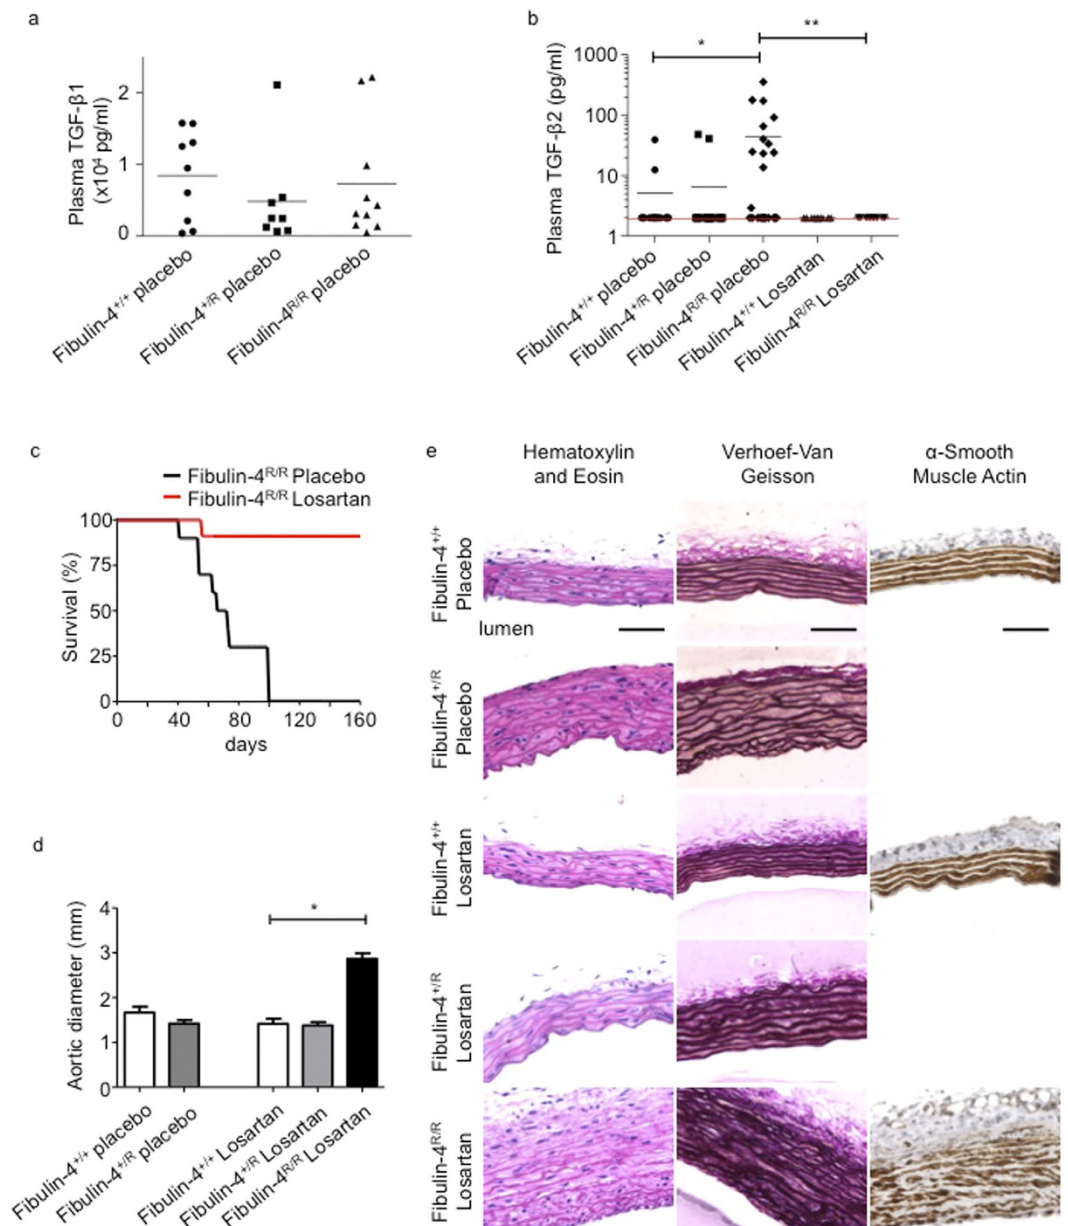 a
Plasma TGF-β1
(x10⁴ pg/ml)
2
1
0
Fibulin-4⁺/⁺ placebo
Fibulin-4⁺/ᴿ placebo
Fibulin-4ᴿ/ᴿ placebo
b
Plasma TGF-β2 (pg/ml)
*
**
1000
100
10
1
Fibulin-4⁺/⁺ placebo
Fibulin-4⁺/ᴿ placebo
Fibulin-4ᴿ/ᴿ placebo
Fibulin-4⁺/⁺ Losartan
Fibulin-4ᴿ/ᴿ Losartan
c
Fibulin-4ᴿ/ᴿ Placebo
Fibulin-4ᴿ/ᴿ Losartan
Survival (%)
100
75
50
25
0
0 40 80 120 160
days
d
Aortic diameter (mm)
*
4
3
2
1
0
Fibulin-4⁺/⁺ placebo
Fibulin-4⁺/ᴿ placebo
Fibulin-4⁺/⁺ Losartan
Fibulin-4⁺/ᴿ Losartan
Fibulin-4ᴿ/ᴿ Losartan
e
Hematoxylin
and Eosin
Verhoef-Van
Geisson
α-Smooth
Muscle Actin
Fibulin-4⁺/⁺
Placebo
lumen
Fibulin-4⁺/ᴿ
Placebo
Fibulin-4⁺/⁺
Losartan
Fibulin-4⁺/ᴿ
Losartan
Fibulin-4ᴿ/ᴿ
Losartan